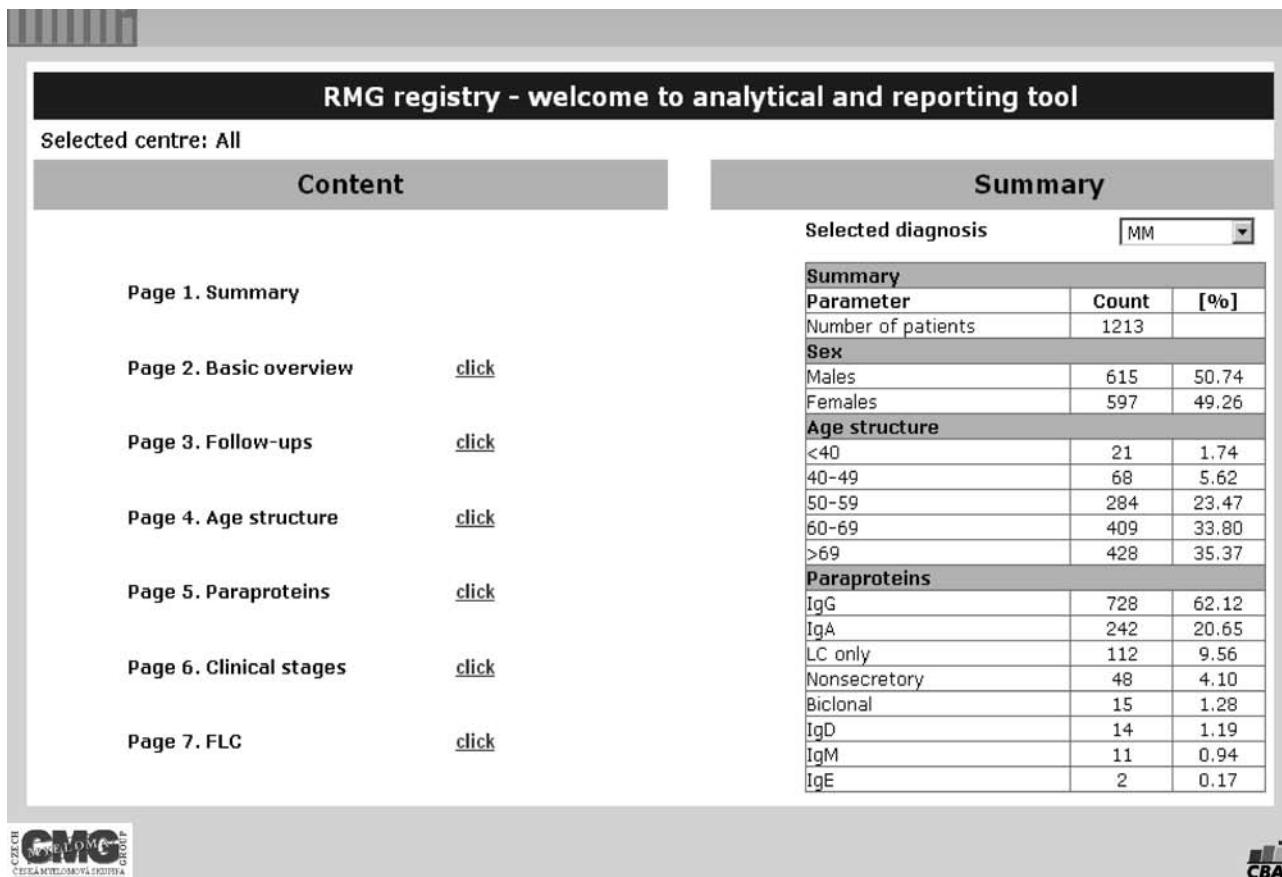 RMG registry - welcome to analytical and reporting tool
Selected centre: All
Content
Page 1. Summary
Page 2. Basic overview click
Page 3. Follow-ups click
Page 4. Age structure click
Page 5. Paraproteins click
Page 6. Clinical stages click
Page 7. FLC click
Summary
Selected diagnosis MM
Summary
Parameter Count [%]
Number of patients 1213
Sex
Males 615 50.74
Females 597 49.26
Age structure
<40 21 1.74
40-49 68 5.62
50-59 284 23.47
60-69 409 33.80
>69 428 35.37
Paraproteins
IgG 728 62.12
IgA 242 20.65
LC only 112 9.56
Nonsecretory 48 4.10
Biclonal 15 1.28
IgD 14 1.19
IgM 11 0.94
IgE 2 0.17
CZECH
CMG
MYELOMA
GROUP
ČESKÁ MYELOMOVÁ SKUPINA
CBA